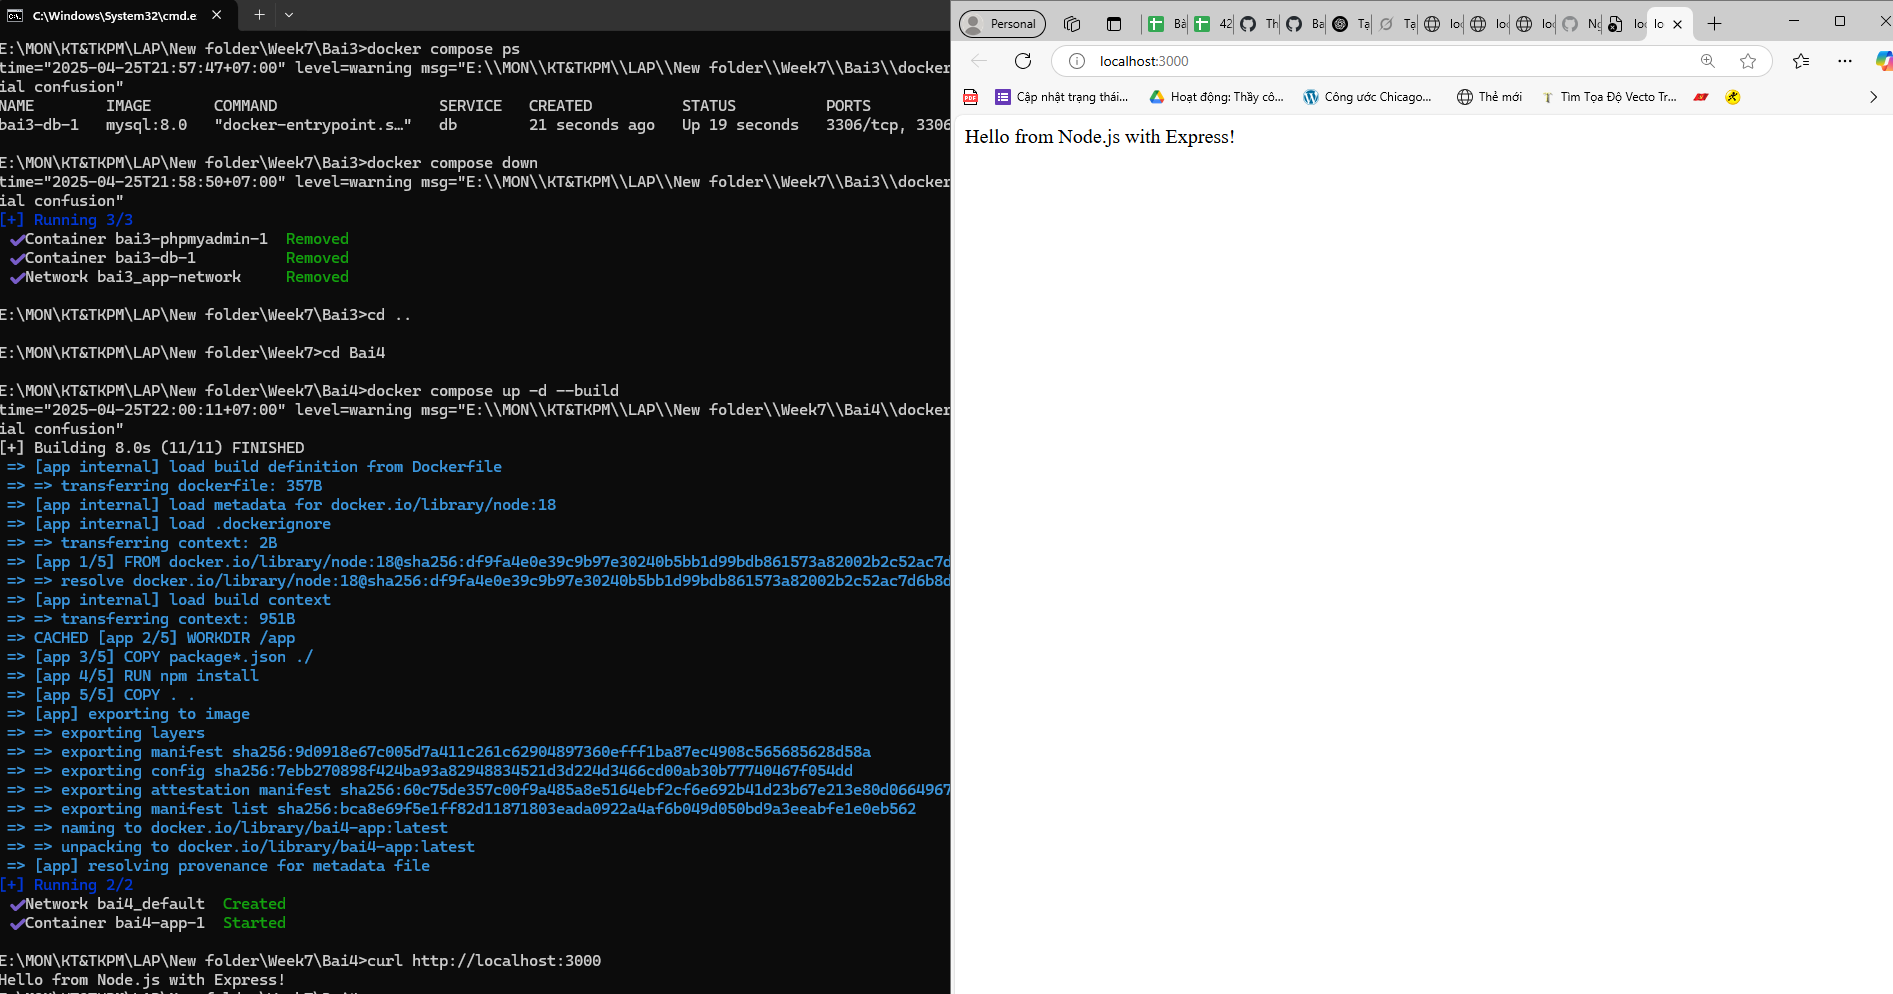 C:\Windows\System32\cmd.e
E:\MON\KT&TKPM\LAP\New folder\Week7\Bai3>docker compose ps
time="2025-04-25T21:57:47+07:00" level=warning msg="E:\\MON\\KT&TKPM\\LAP\\New folder\\Week7\\Bai3\\docker
ial confusion"
NAME IMAGE COMMAND SERVICE CREATED STATUS PORTS
bai3-db-1 mysql:8.0 "docker-entrypoint.s…" db 21 seconds ago Up 19 seconds 3306/tcp, 3306
E:\MON\KT&TKPM\LAP\New folder\Week7\Bai3>docker compose down
time="2025-04-25T21:58:50+07:00" level=warning msg="E:\\MON\\KT&TKPM\\LAP\\New folder\\Week7\\Bai3\\docker
ial confusion"
[+] Running 3/3
✔Container bai3-phpmyadmin-1 Removed
✔Container bai3-db-1 Removed
✔Network bai3_app-network Removed
E:\MON\KT&TKPM\LAP\New folder\Week7\Bai3>cd ..
E:\MON\KT&TKPM\LAP\New folder\Week7>cd Bai4
E:\MON\KT&TKPM\LAP\New folder\Week7\Bai4>docker compose up -d --build
time="2025-04-25T22:00:11+07:00" level=warning msg="E:\\MON\\KT&TKPM\\LAP\\New folder\\Week7\\Bai4\\docker
ial confusion"
[+] Building 8.0s (11/11) FINISHED
=> [app internal] load build definition from Dockerfile
=> => transferring dockerfile: 357B
=> [app internal] load metadata for docker.io/library/node:18
=> [app internal] load .dockerignore
=> => transferring context: 2B
=> [app 1/5] FROM docker.io/library/node:18@sha256:df9fa4e0e39c9b97e30240b5bb1d99bdb861573a82002b2c52ac7d
=> => resolve docker.io/library/node:18@sha256:df9fa4e0e39c9b97e30240b5bb1d99bdb861573a82002b2c52ac7d6b8d
=> [app internal] load build context
=> => transferring context: 951B
=> CACHED [app 2/5] WORKDIR /app
=> [app 3/5] COPY package*.json ./
=> [app 4/5] RUN npm install
=> [app 5/5] COPY . .
=> [app] exporting to image
=> => exporting layers
=> => exporting manifest sha256:9d0918e67c005d7a411c261c62904897360efff1ba87ec4908c565685628d58a
=> => exporting config sha256:7ebb270898f424ba93a82948834521d3d224d3466cd00ab30b77740467f054dd
=> => exporting attestation manifest sha256:60c75de357c00f9a485a8e5164ebf2cf6e692b41d23b67e213e80d0664967
=> => exporting manifest list sha256:bca8e69f5e1ff82d11871803eada0922a4af6b049d050bd9a3eeabfe1e0eb562
=> => naming to docker.io/library/bai4-app:latest
=> => unpacking to docker.io/library/bai4-app:latest
=> [app] resolving provenance for metadata file
[+] Running 2/2
✔Network bai4_default Created
✔Container bai4-app-1 Started
E:\MON\KT&TKPM\LAP\New folder\Week7\Bai4>curl http://localhost:3000
Hello from Node.js with Express!
Personal
localhost:3000
Cập nhật trạng thái... Hoạt động: Thầy cô... Công ước Chicago... Thẻ mới Tìm Tọa Độ Vecto Tr...
Hello from Node.js with Express!